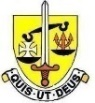 QUIS · UT · DEUS